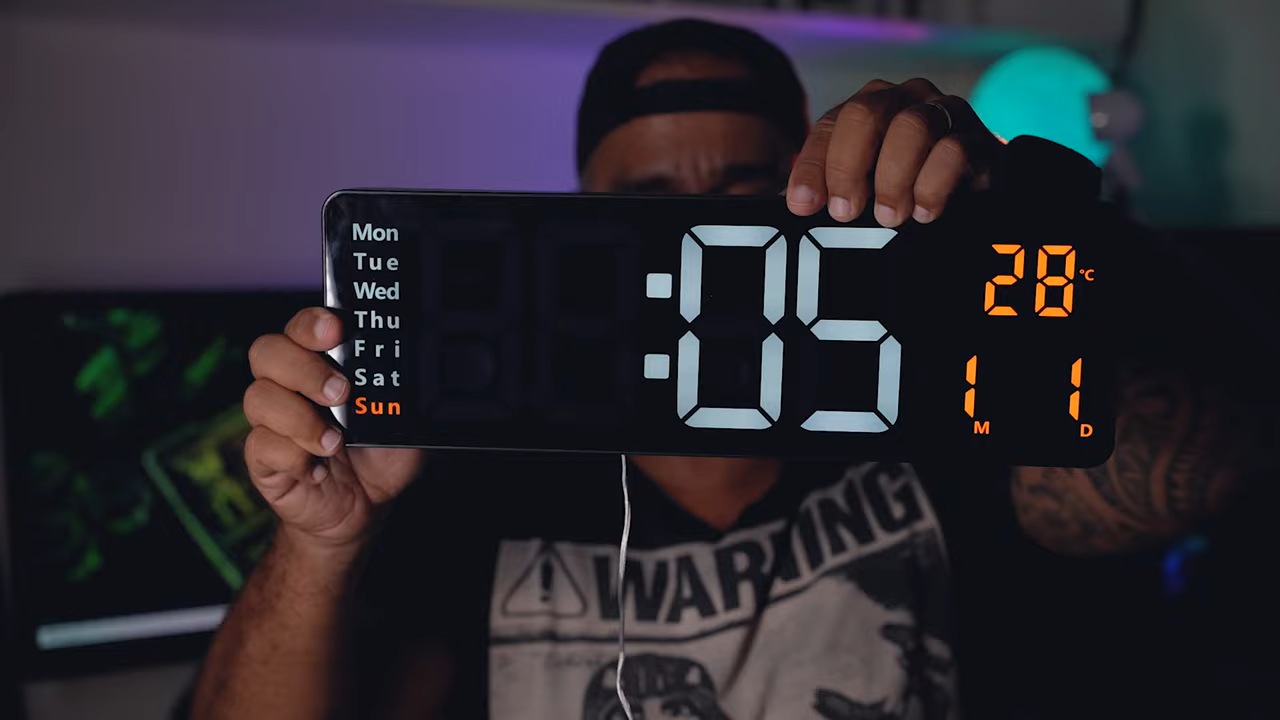 Mon
Tue
Wed
Thu
Fri
Sat
Sun
:05
28 °C
1 1
M D
WARNING